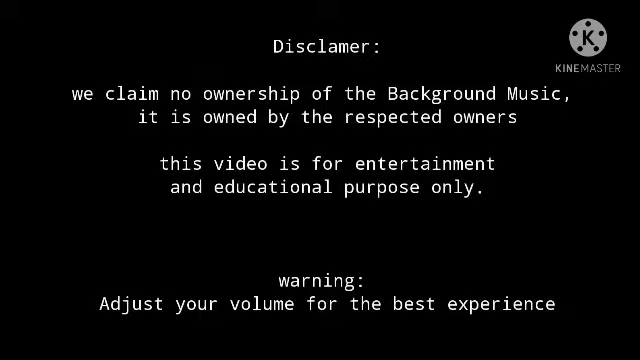 Disclamer:
K
KINEMASTER
we claim no ownership of the Background Music,
it is owned by the respected owners
this video is for entertainment
and educational purpose only.
warning:
Adjust your volume for the best experience